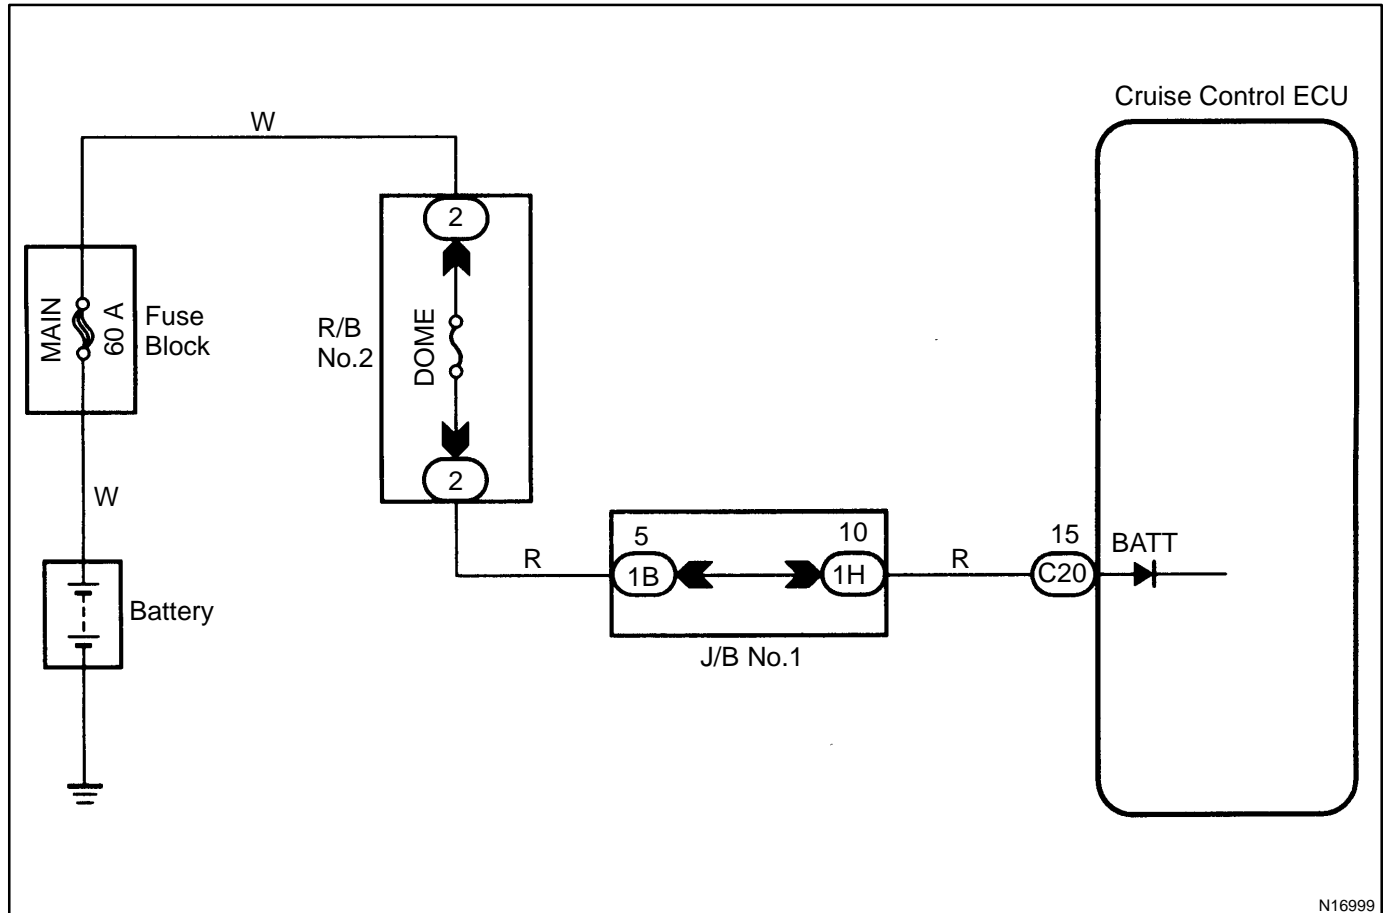 Cruise Control ECU
W
2
MAIN
60 A
Fuse
Block
R/B
No.2
DOME
2
W
5
10
15
BATT
R
1B
1H
R
C20
Battery
J/B No.1
N16999